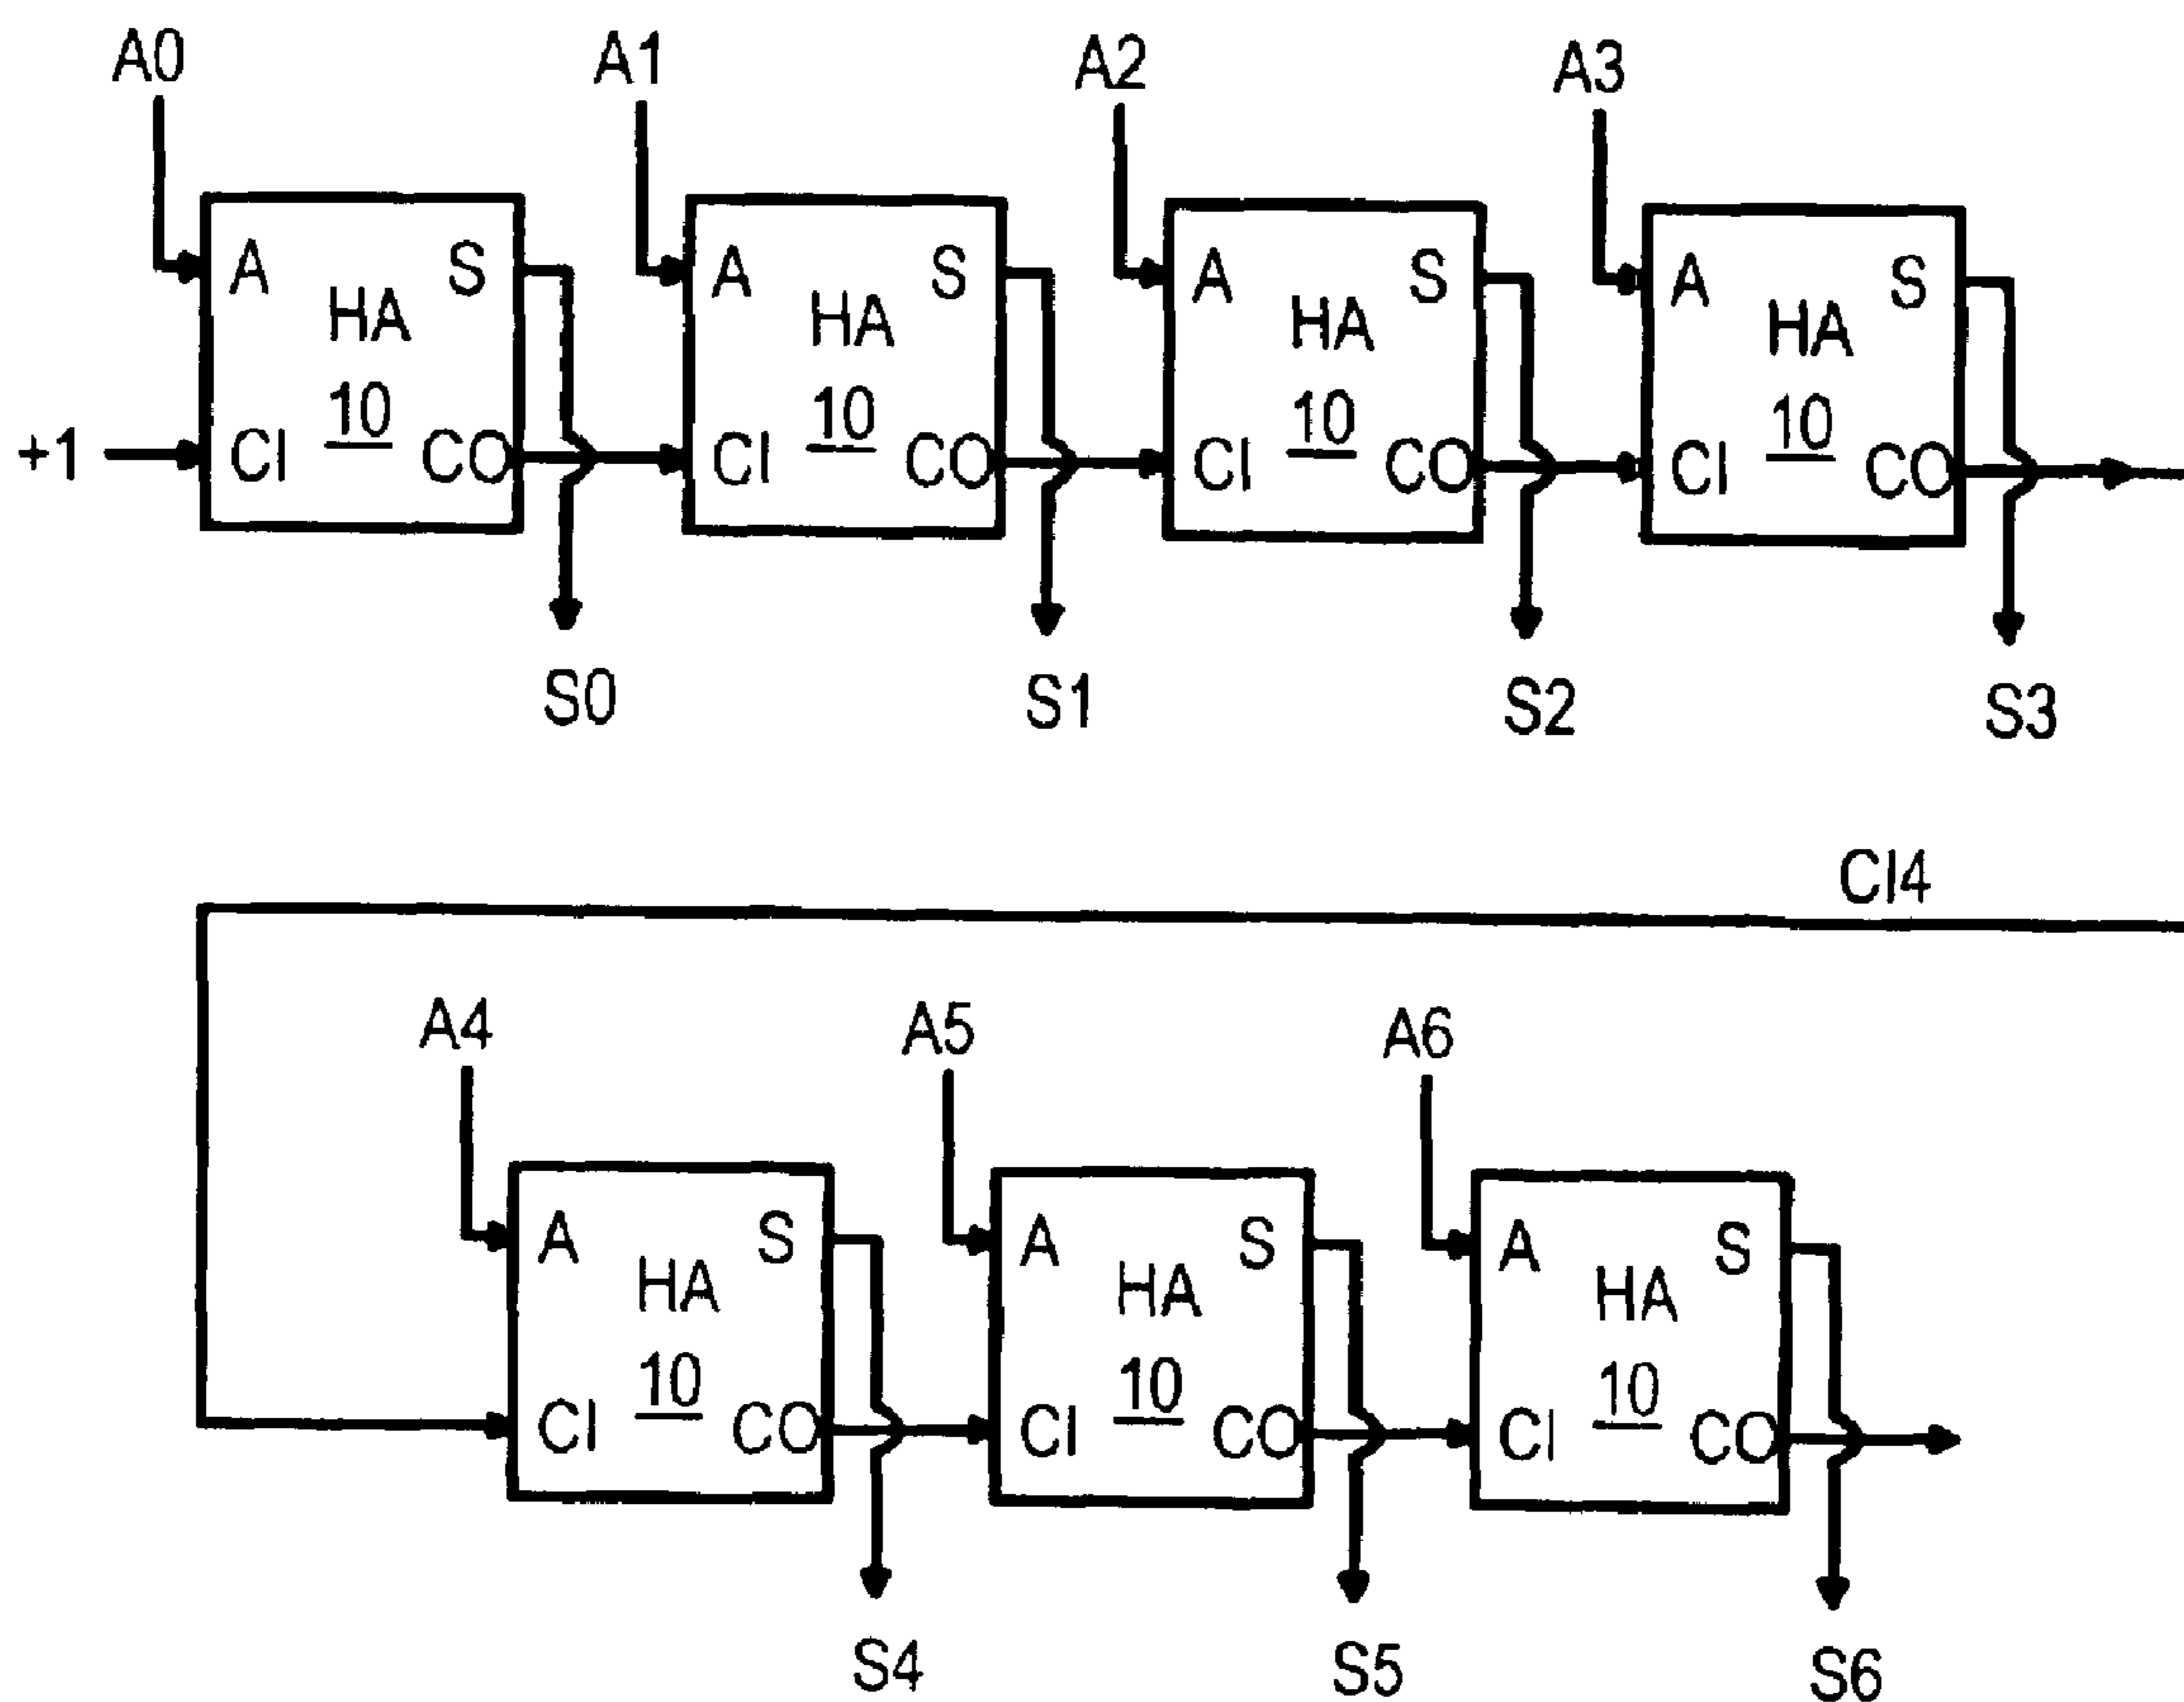 A0 A1 A2 A3
A S A S A S A S
HA HA HA HA
10 10 10 10
+1 CI CO CI CO CI CO CI CO
S0 S1 S2 S3
CI4
A4 A5 A6
A S A S A S
HA HA HA
10 10 10
CI CO CI CO CI CO
S4 S5 S6